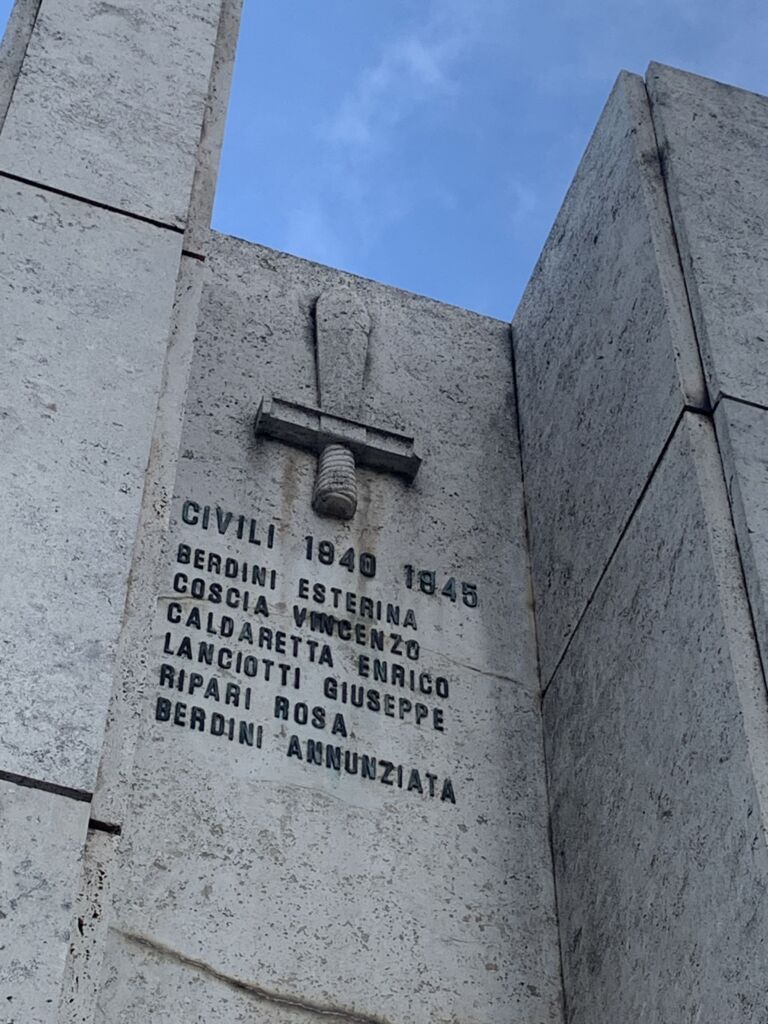 CIVILI 1940 1945
BERDINI ESTERINA
COSCIA VINCENZO
CALDARETTA ENRICO
LANCIOTTI GIUSEPPE
RIPARI ROSA
BERDINI ANNUNZIATA